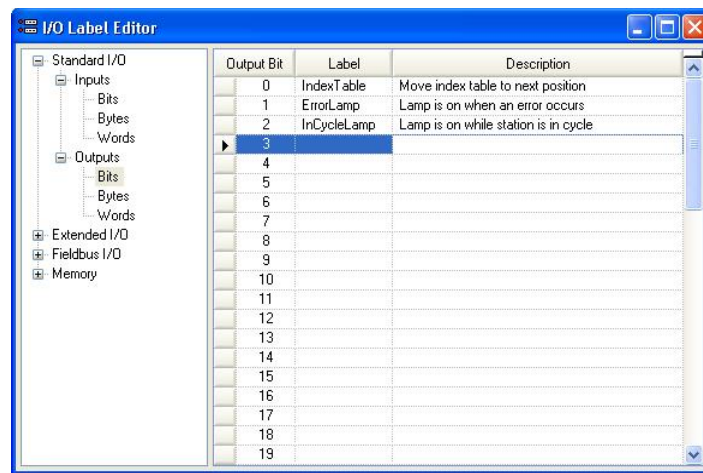 I/O Label Editor
Standard I/O
Inputs
Bits
Bytes
Words
Outputs
Bits
Bytes
Words
Extended I/O
Fieldbus I/O
Memory
Output Bit Label Description
0 IndexTable Move index table to next position
1 ErrorLamp Lamp is on when an error occurs
2 InCycleLamp Lamp is on while station is in cycle
3
4
5
6
7
8
9
10
11
12
13
14
15
16
17
18
19